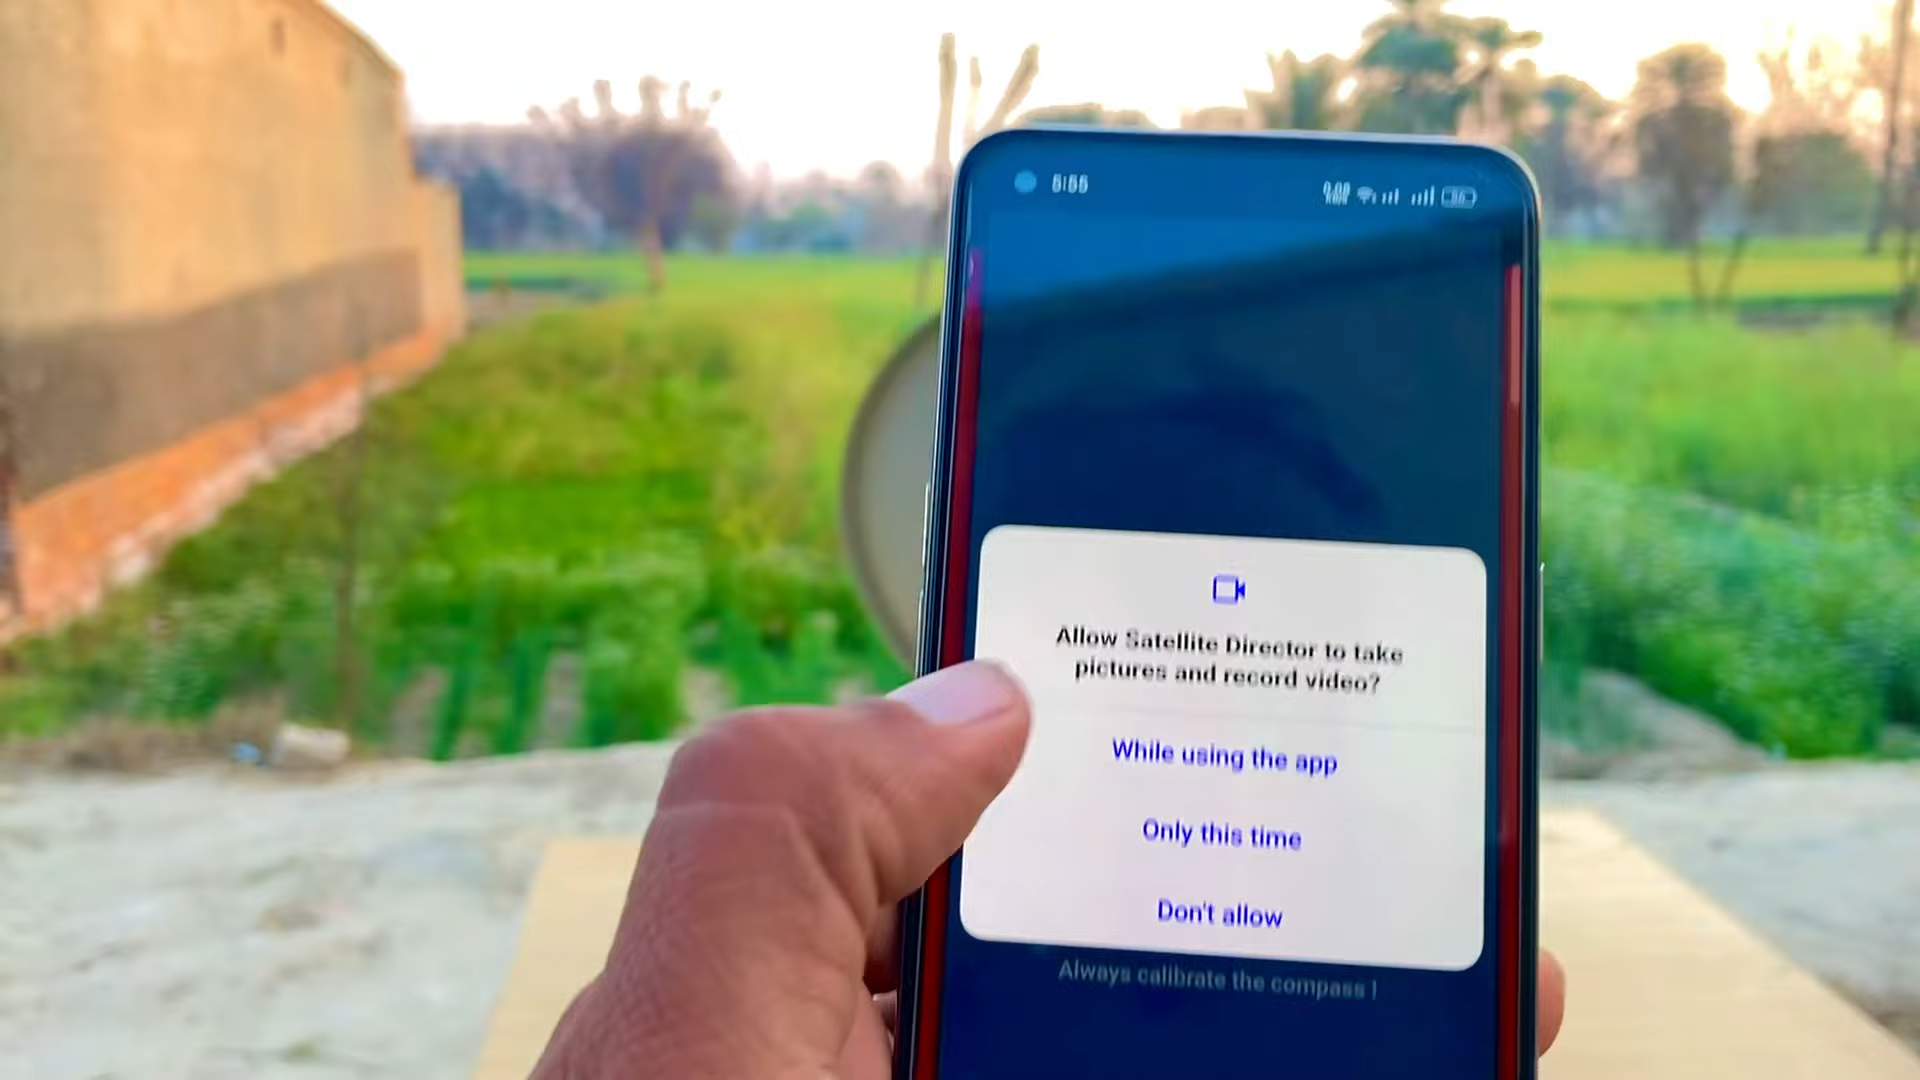 5:55
Allow Satellite Director to take
pictures and record video?
While using the app
Only this time
Don't allow
Always calibrate the compass !